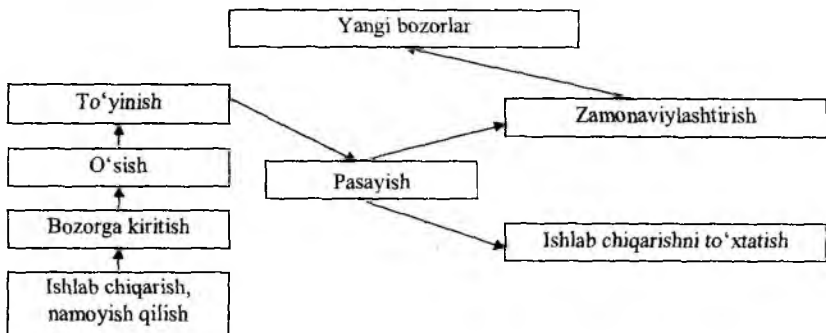 Yangi bozorlar
To‘yinish
Zamonaviylashtirish
O‘sish
Pasayish
Bozorga kiritish
Ishlab chiqarishni to‘xtatish
Ishlab chiqarish,
namoyish qilish